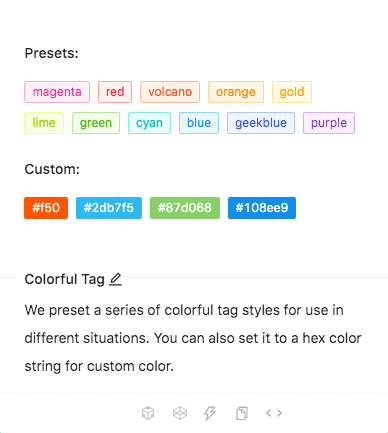 Presets:
magenta red volcano orange gold
lime green cyan blue geekblue purple
Custom:
#f50 #2db7f5 #87d068 #108ee9
Colorful Tag
We preset a series of colorful tag styles for use in
different situations. You can also set it to a hex color
string for custom color.